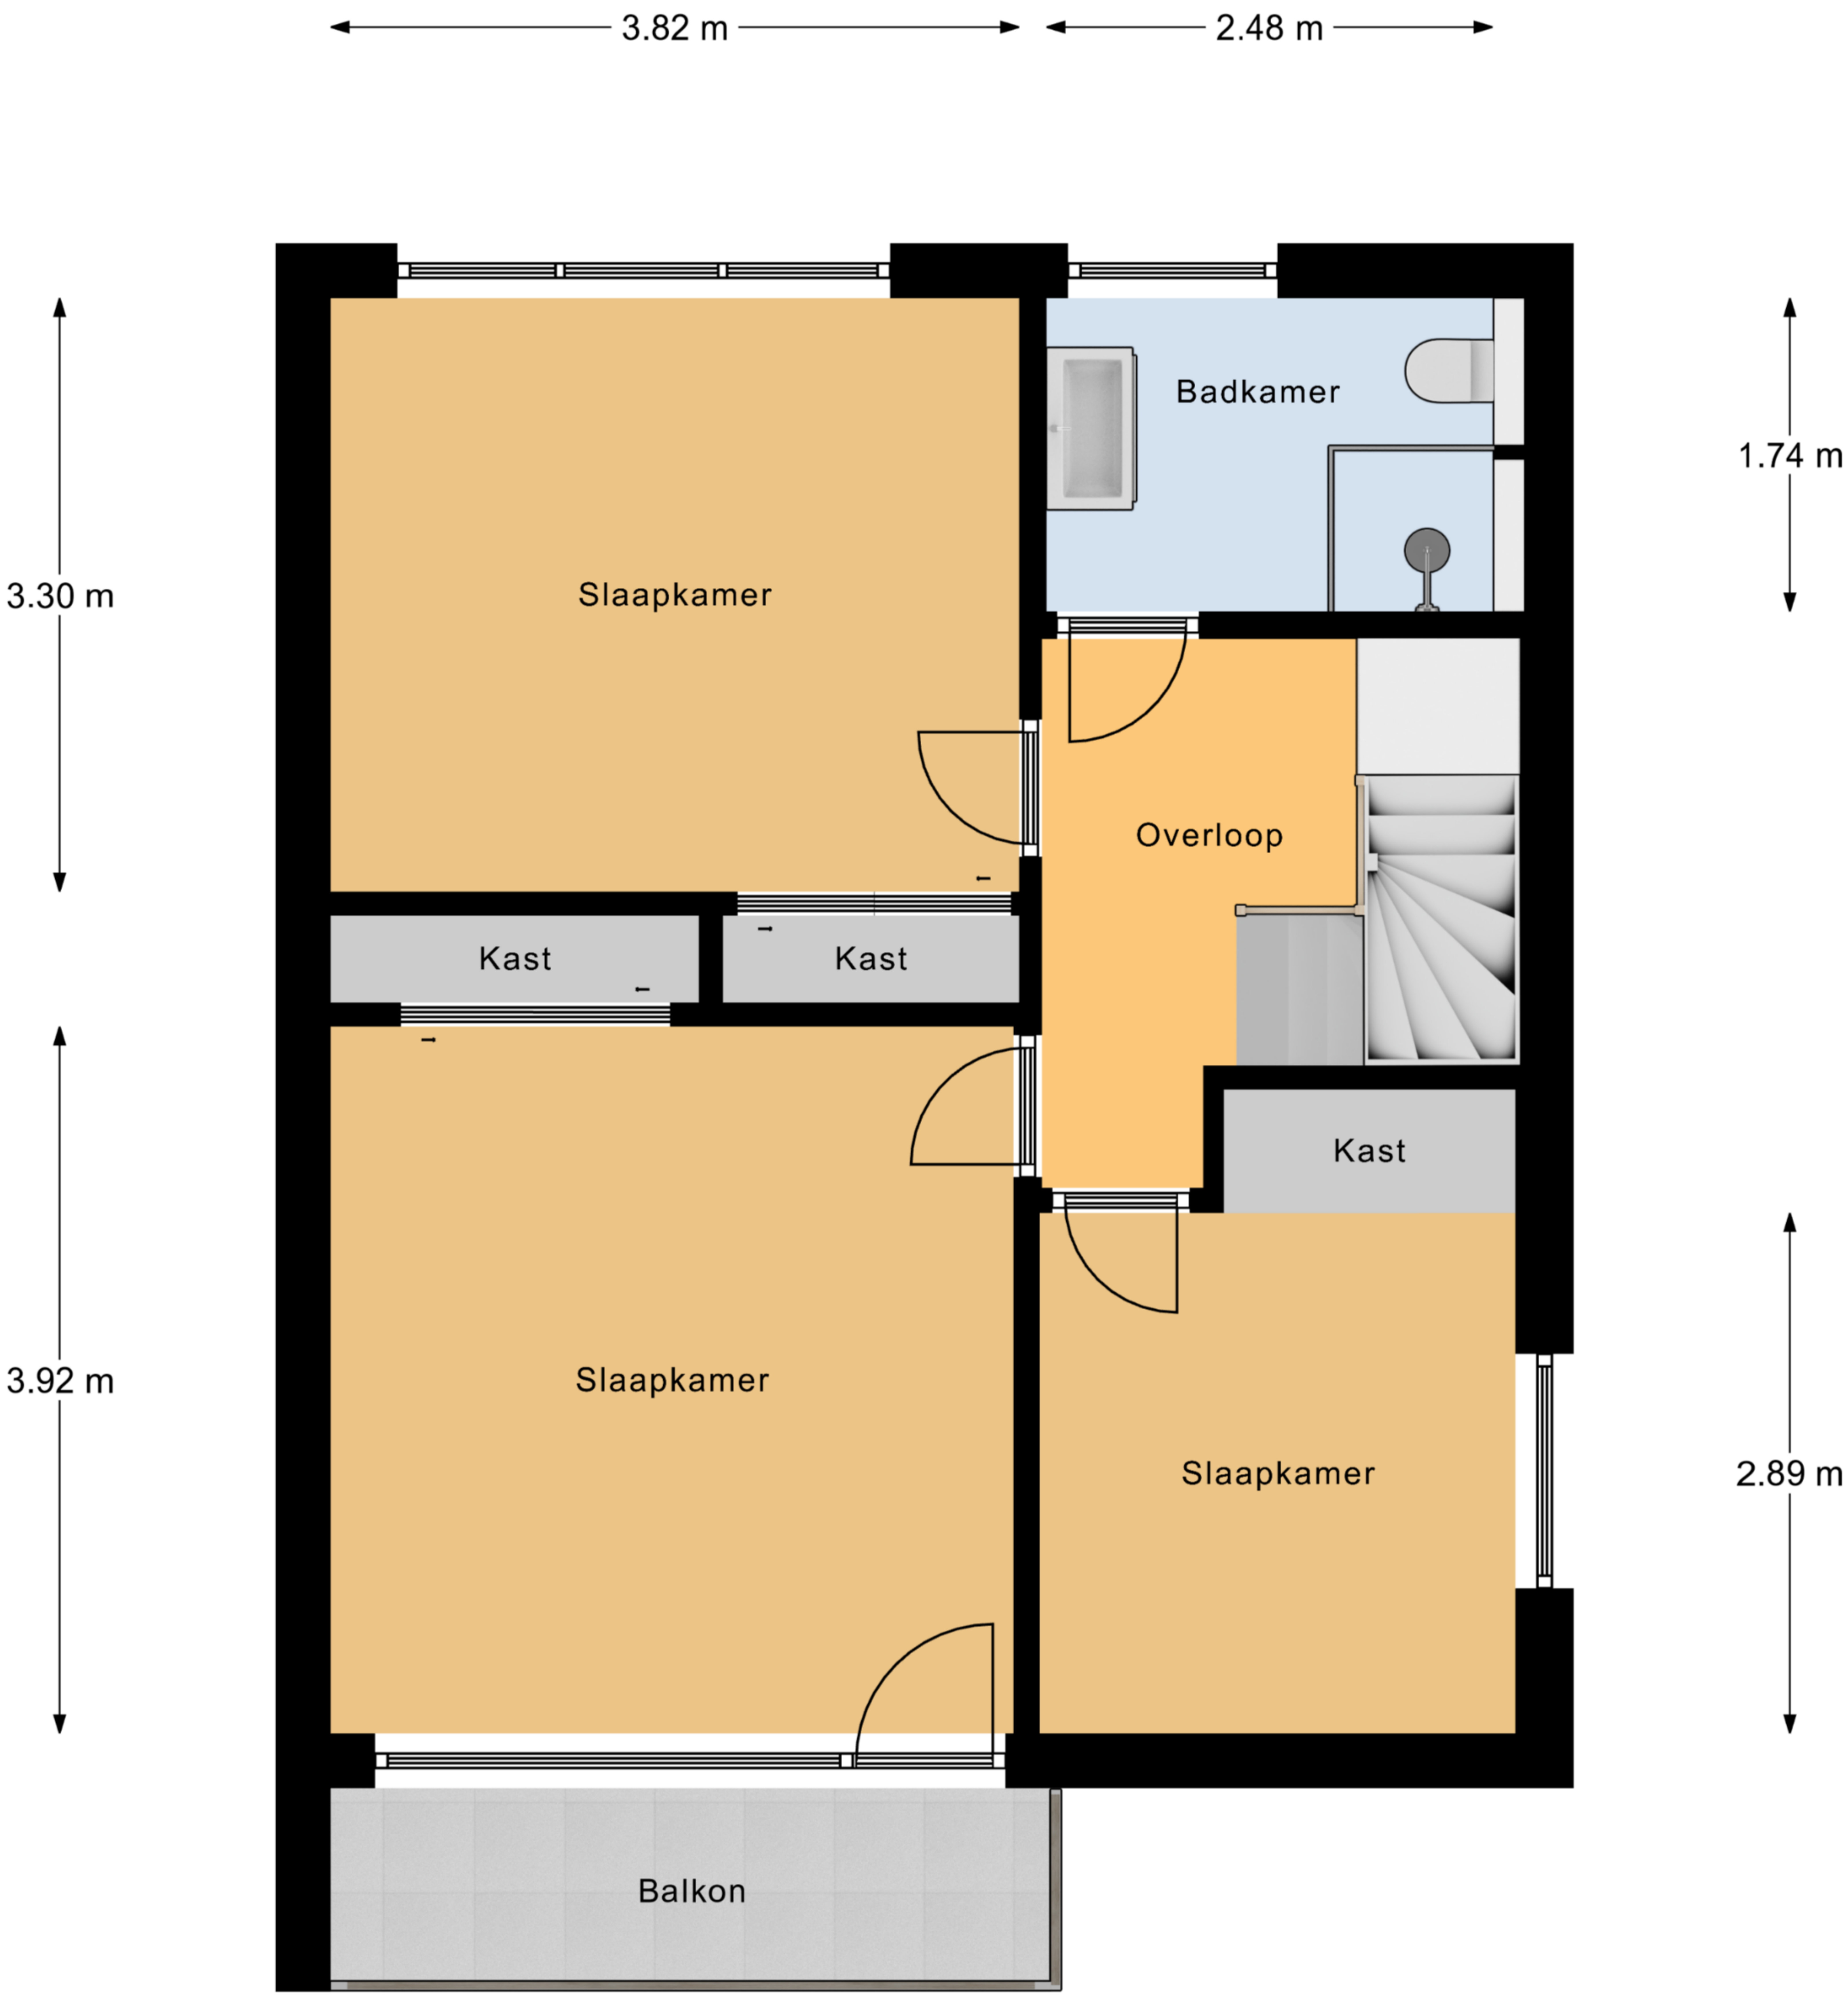 3.82 m
2.48 m
Badkamer
1.74 m
Slaapkamer
3.30 m
Overloop
Kast
Kast
Kast
Slaapkamer
3.92 m
Slaapkamer
2.89 m
Balkon